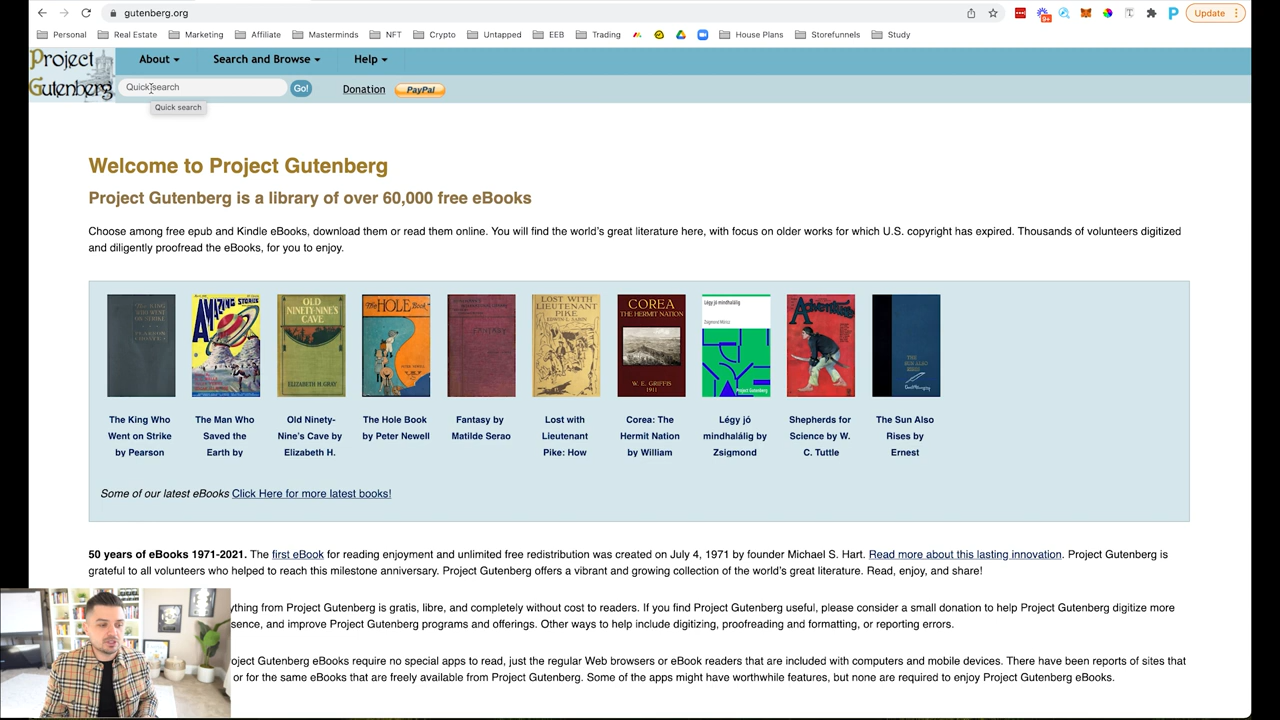 gutenberg.org
Update
Personal Real Estate Marketing Affiliate Masterminds NFT Crypto Untapped EEB Trading House Plans Storefunnels Study
Project
Gutenberg
About Search and Browse Help
Quick search Go! Donation PayPal
Quick search
Welcome to Project Gutenberg
Project Gutenberg is a library of over 60,000 free eBooks
Choose among free epub and Kindle eBooks, download them or read them online. You will find the world's great literature here, with focus on older works for which U.S. copyright has expired. Thousands of volunteers digitized
and diligently proofread the eBooks, for you to enjoy.
AMAZING STORIES
OLD
NINETY-NINE'S
CAVE
ELIZABETH H. GRAY
The HOLE Book
LOST WITH
LIEUTENANT
PIKE
EDWIN L. SABIN
COREA
THE HERMIT NATION
W. E. GRIFFIS
1911
Légy jó mindhalálig
Zsigmond Móricz
Project Gutenberg
Adventure
The King Who
Went on Strike
by Pearson
The Man Who
Saved the
Earth by
Old Ninety-
Nine's Cave by
Elizabeth H.
The Hole Book
by Peter Newell
Fantasy by
Matilde Serao
Lost with
Lieutenant
Pike: How
Corea: The
Hermit Nation
by William
Légy jó
mindhalálig by
Zsigmond
Shepherds for
Science by W.
C. Tuttle
The Sun Also
Rises by
Ernest
Some of our latest eBooks Click Here for more latest books!
50 years of eBooks 1971-2021. The first eBook for reading enjoyment and unlimited free redistribution was created on July 4, 1971 by founder Michael S. Hart. Read more about this lasting innovation. Project Gutenberg is
grateful to all volunteers who helped to reach this milestone anniversary. Project Gutenberg offers a vibrant and growing collection of the world's great literature. Read, enjoy, and share!
ything from Project Gutenberg is gratis, libre, and completely without cost to readers. If you find Project Gutenberg useful, please consider a small donation to help Project Gutenberg digitize more
sence, and improve Project Gutenberg programs and offerings. Other ways to help include digitizing, proofreading and formatting, or reporting errors.
oject Gutenberg eBooks require no special apps to read, just the regular Web browsers or eBook readers that are included with computers and mobile devices. There have been reports of sites that
or for the same eBooks that are freely available from Project Gutenberg. Some of the apps might have worthwhile features, but none are required to enjoy Project Gutenberg eBooks.